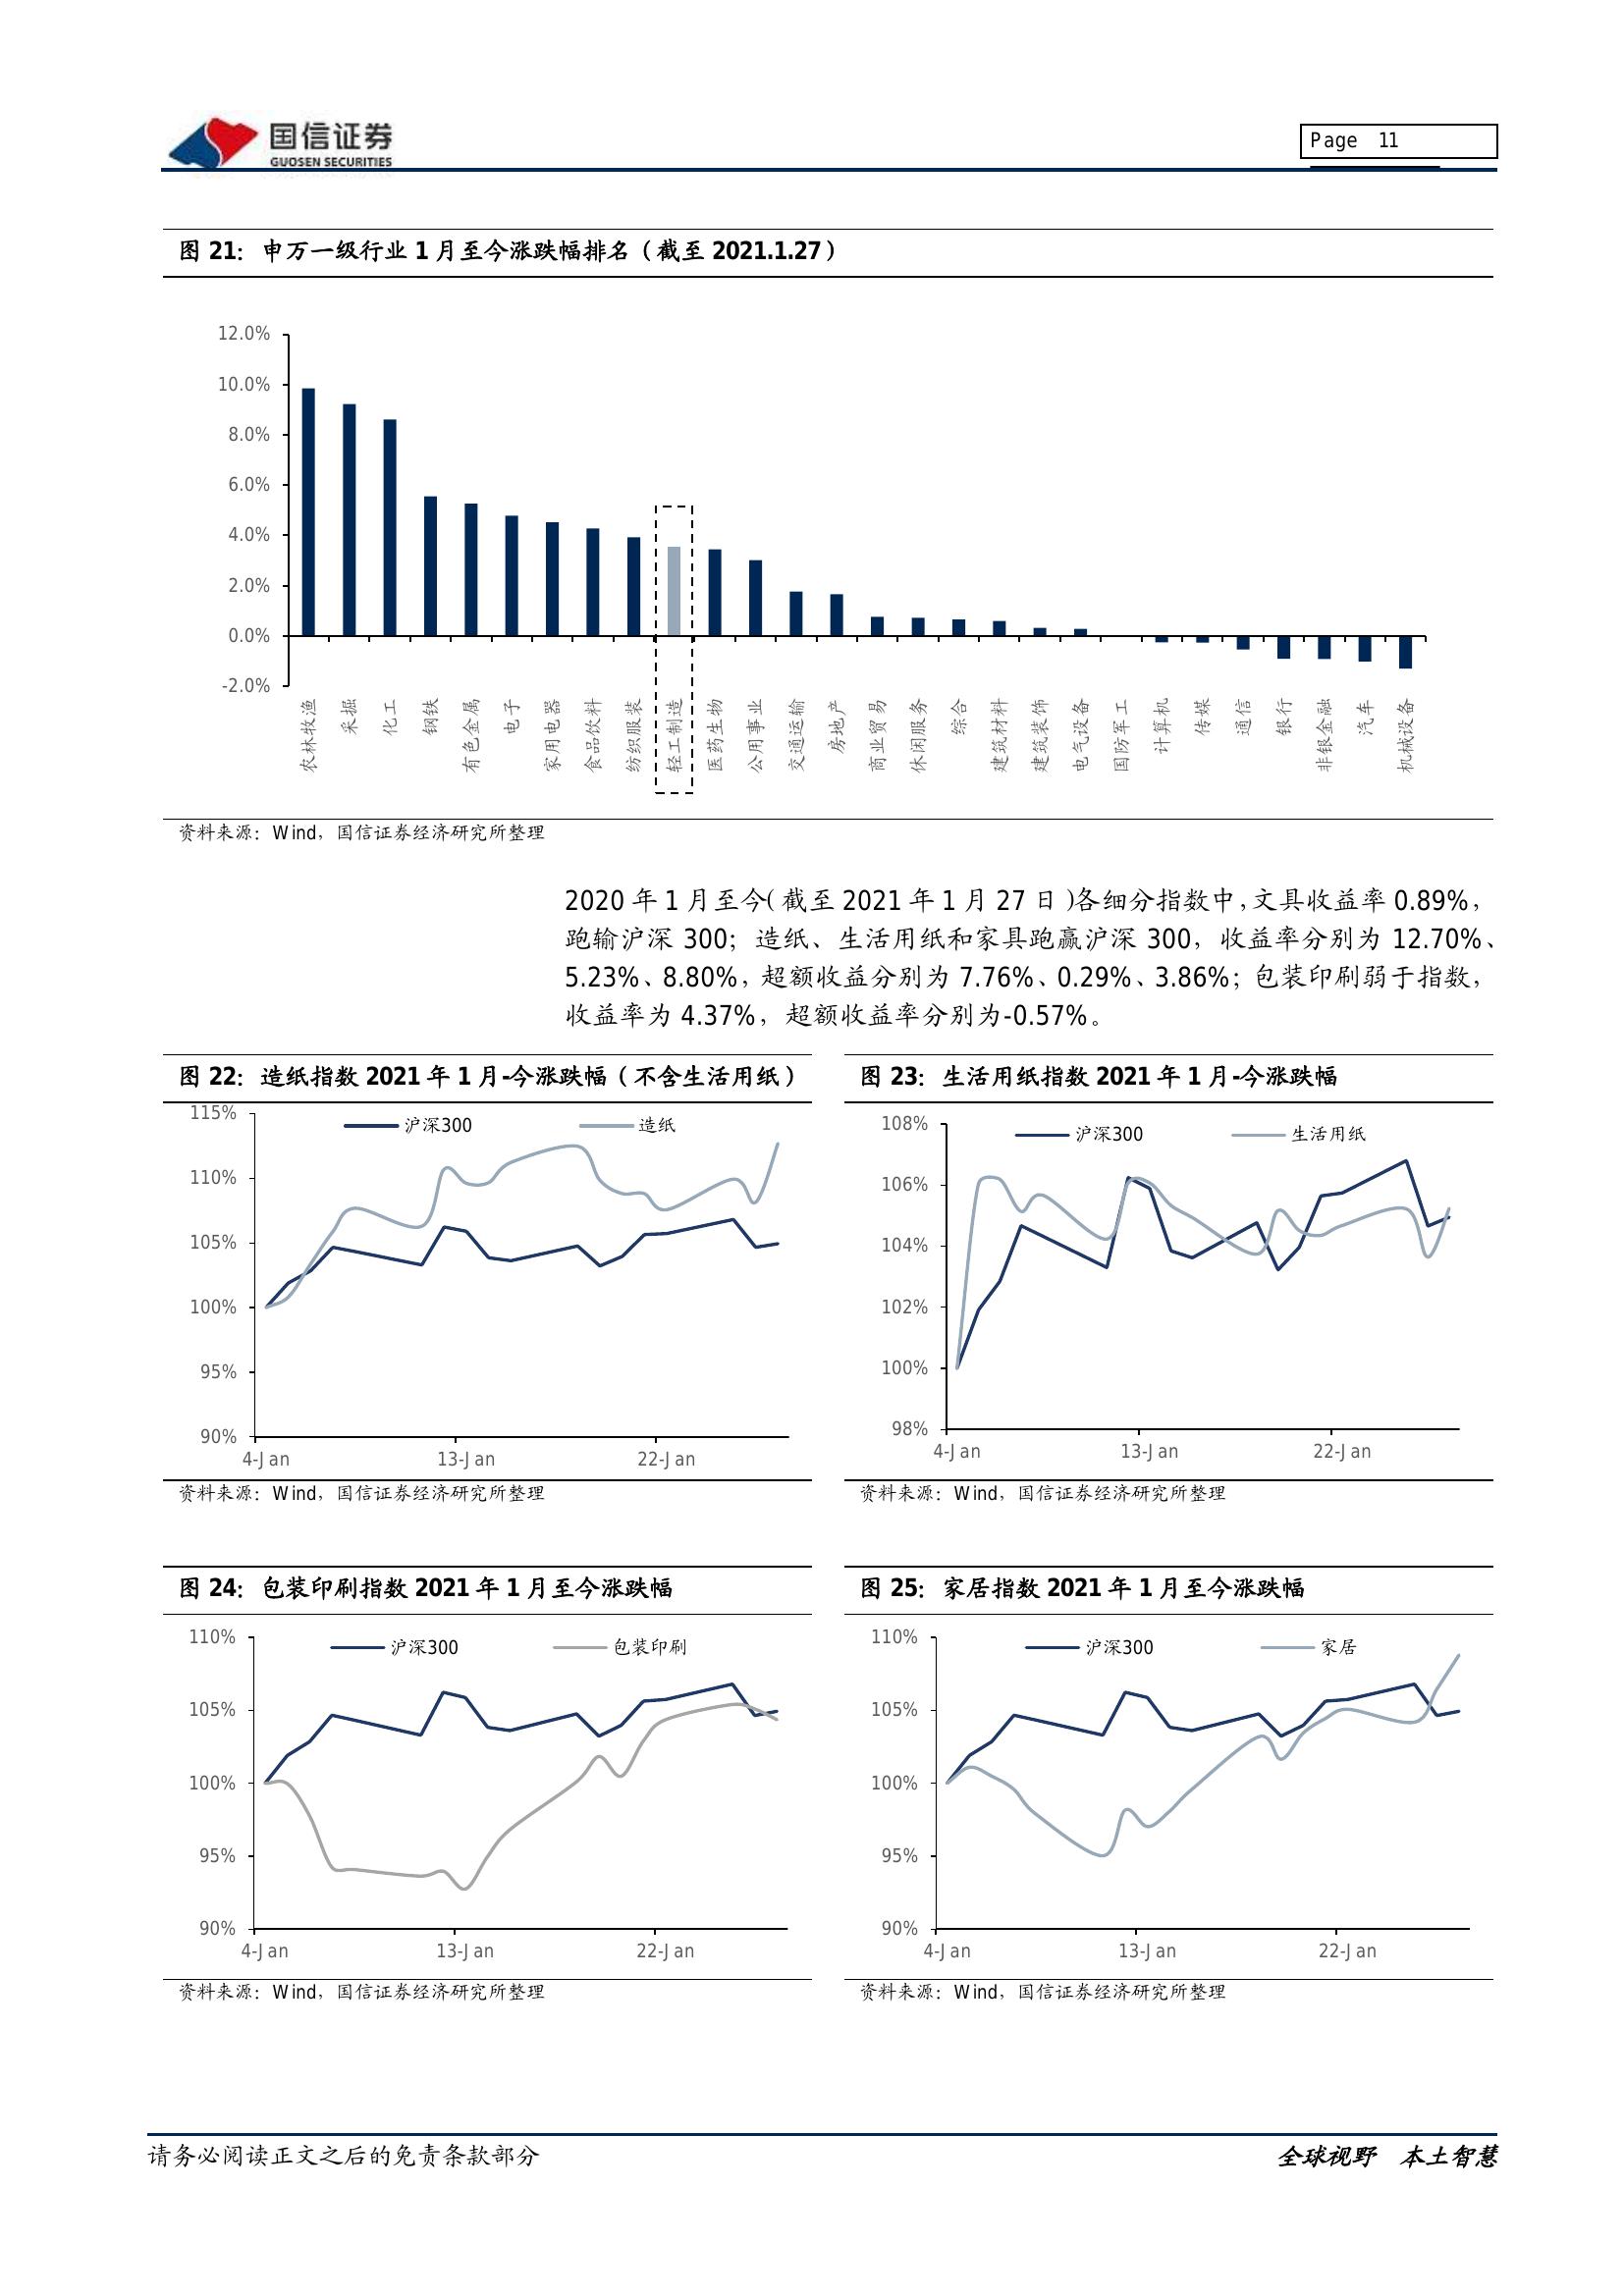 国信证券
GUOSEN SECURITIES
Page 11
图 21：申万一级行业 1 月至今涨跌幅排名（截至 2021.1.27）
12.0%
10.0%
8.0%
6.0%
4.0%
2.0%
0.0%
-2.0%
农林牧渔
采掘
化工
钢铁
有色金属
电子
家用电器
食品饮料
纺织服装
轻工制造
医药生物
公用事业
交通运输
房地产
商业贸易
休闲服务
综合
建筑材料
建筑装饰
电气设备
国防军工
计算机
传媒
通信
银行
非银金融
汽车
机械设备
资料来源：Wind，国信证券经济研究所整理
2020 年 1 月至今（截至 2021 年 1 月 27 日）各细分指数中，文具收益率 0.89%，
跑输沪深 300；造纸、生活用纸和家具跑赢沪深 300，收益率分别为 12.70%、
5.23%、8.80%，超额收益分别为 7.76%、0.29%、3.86%；包装印刷弱于指数，
收益率为 4.37%，超额收益率分别为-0.57%。
图 22：造纸指数 2021 年 1 月-今涨跌幅（不含生活用纸）
115%
110%
105%
100%
95%
90%
沪深300
造纸
4-Jan
13-Jan
22-Jan
资料来源：Wind，国信证券经济研究所整理
图 23：生活用纸指数 2021 年 1 月-今涨跌幅
108%
106%
104%
102%
100%
98%
沪深300
生活用纸
4-Jan
13-Jan
22-Jan
资料来源：Wind，国信证券经济研究所整理
图 24：包装印刷指数 2021 年 1 月至今涨跌幅
110%
105%
100%
95%
90%
沪深300
包装印刷
4-Jan
13-Jan
22-Jan
资料来源：Wind，国信证券经济研究所整理
图 25：家居指数 2021 年 1 月至今涨跌幅
110%
105%
100%
95%
90%
沪深300
家居
4-Jan
13-Jan
22-Jan
资料来源：Wind，国信证券经济研究所整理
请务必阅读正文之后的免责条款部分
全球视野 本土智慧